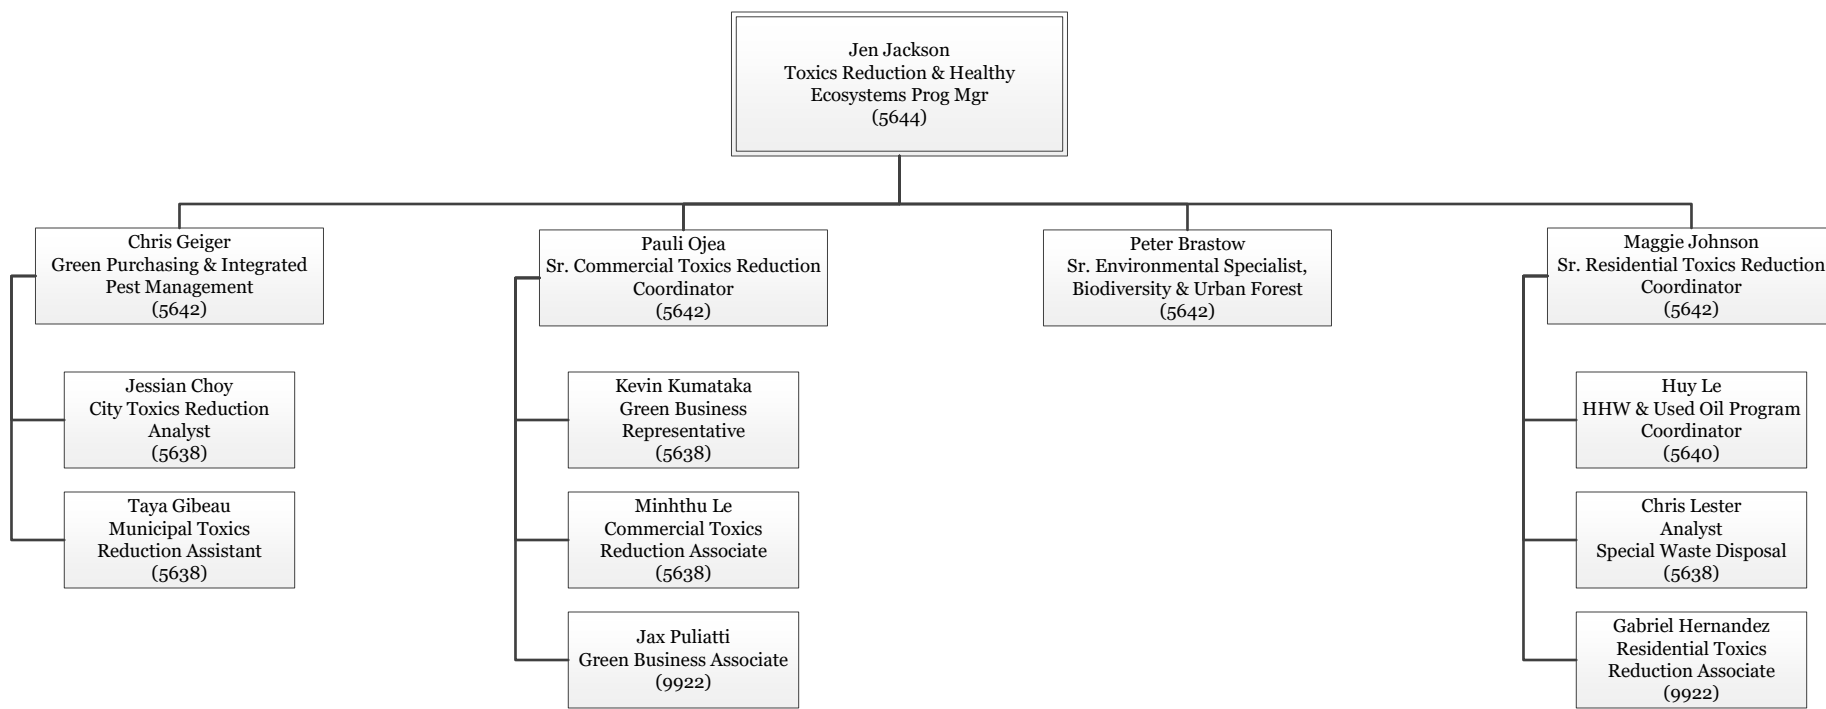 Jen Jackson
Toxics Reduction & Healthy
Ecosystems Prog Mgr
(5644)
Chris Geiger
Green Purchasing & Integrated
Pest Management
(5642)
Jessian Choy
City Toxics Reduction
Analyst
(5638)
Taya Gibeau
Municipal Toxics
Reduction Assistant
(5638)
Pauli Ojea
Sr. Commercial Toxics Reduction
Coordinator
(5642)
Kevin Kumataka
Green Business
Representative
(5638)
Minhthu Le
Commercial Toxics
Reduction Associate
(5638)
Jax Puliatti
Green Business Associate
(9922)
Peter Brastow
Sr. Environmental Specialist,
Biodiversity & Urban Forest
(5642)
Maggie Johnson
Sr. Residential Toxics Reduction
Coordinator
(5642)
Huy Le
HHW & Used Oil Program
Coordinator
(5640)
Chris Lester
Analyst
Special Waste Disposal
(5638)
Gabriel Hernandez
Residential Toxics
Reduction Associate
(9922)